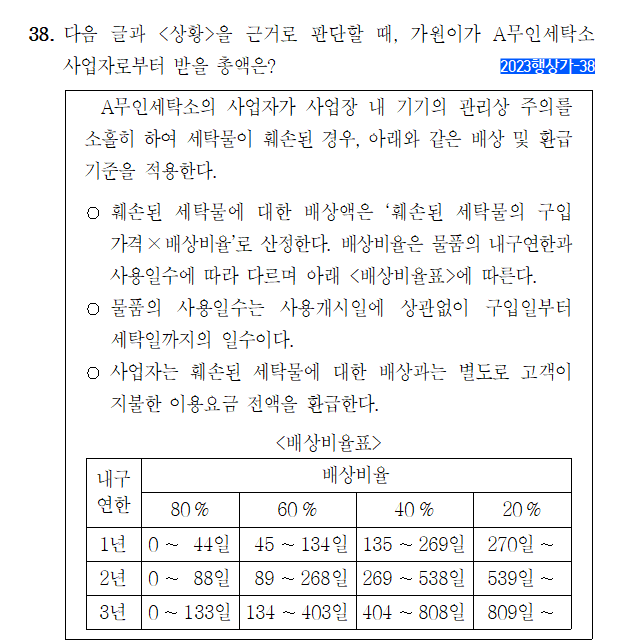 38. 다음 글과 <상황>을 근거로 판단할 때, 가원이가 A무인세탁소
사업자로부터 받을 총액은?
2023행상가-38
A무인세탁소의 사업자가 사업장 내 기기의 관리상 주의를
소홀히 하여 세탁물이 훼손된 경우, 아래와 같은 배상 및 환급
기준을 적용한다.
○ 훼손된 세탁물에 대한 배상액은 ‘훼손된 세탁물의 구입
가격×배상비율’로 산정한다. 배상비율은 물품의 내구연한과
사용일수에 따라 다르며 아래 <배상비율표>에 따른다.
○ 물품의 사용일수는 사용개시일에 상관없이 구입일부터
세탁일까지의 일수이다.
○ 사업자는 훼손된 세탁물에 대한 배상과는 별도로 고객이
지불한 이용요금 전액을 환급한다.
<배상비율표>
내구
연한
배상비율
80% 60% 40% 20%
1년 0 ~ 44일 45 ~ 134일 135 ~ 269일 270일 ~
2년 0 ~ 88일 89 ~ 268일 269 ~ 538일 539일 ~
3년 0 ~ 133일 134 ~ 403일 404 ~ 808일 809일 ~